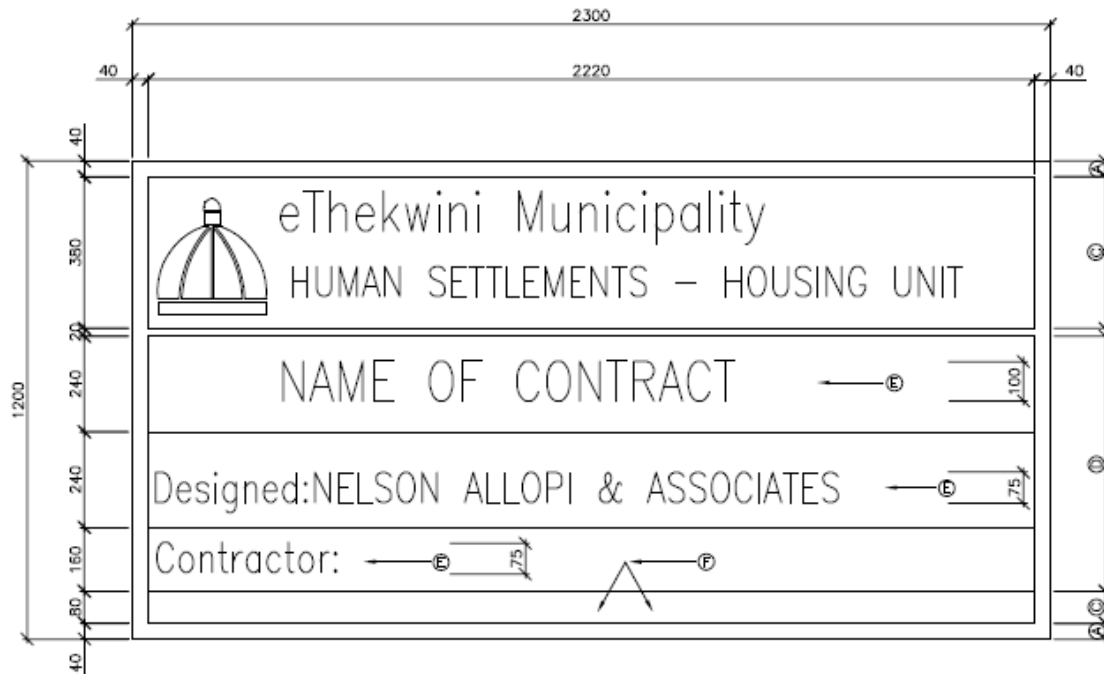 2300
40 2220 40
40
A
eThekwini Municipality
380
C
HUMAN SETTLEMENTS – HOUSING UNIT
20
NAME OF CONTRACT E 100
240
1200
D
Designed:NELSON ALLOPI & ASSOCIATES E 75
240
Contractor: E 75 F
160
80 C
A
40